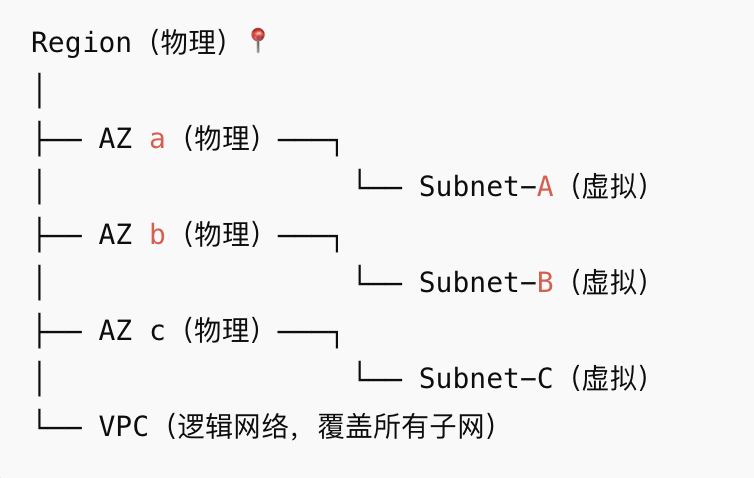 Region（物理）📍
│
├── AZ a（物理）───┐
│                  └── Subnet-A（虚拟）
├── AZ b（物理）───┐
│                  └── Subnet-B（虚拟）
├── AZ c（物理）───┐
│                  └── Subnet-C（虚拟）
└── VPC（逻辑网络，覆盖所有子网）